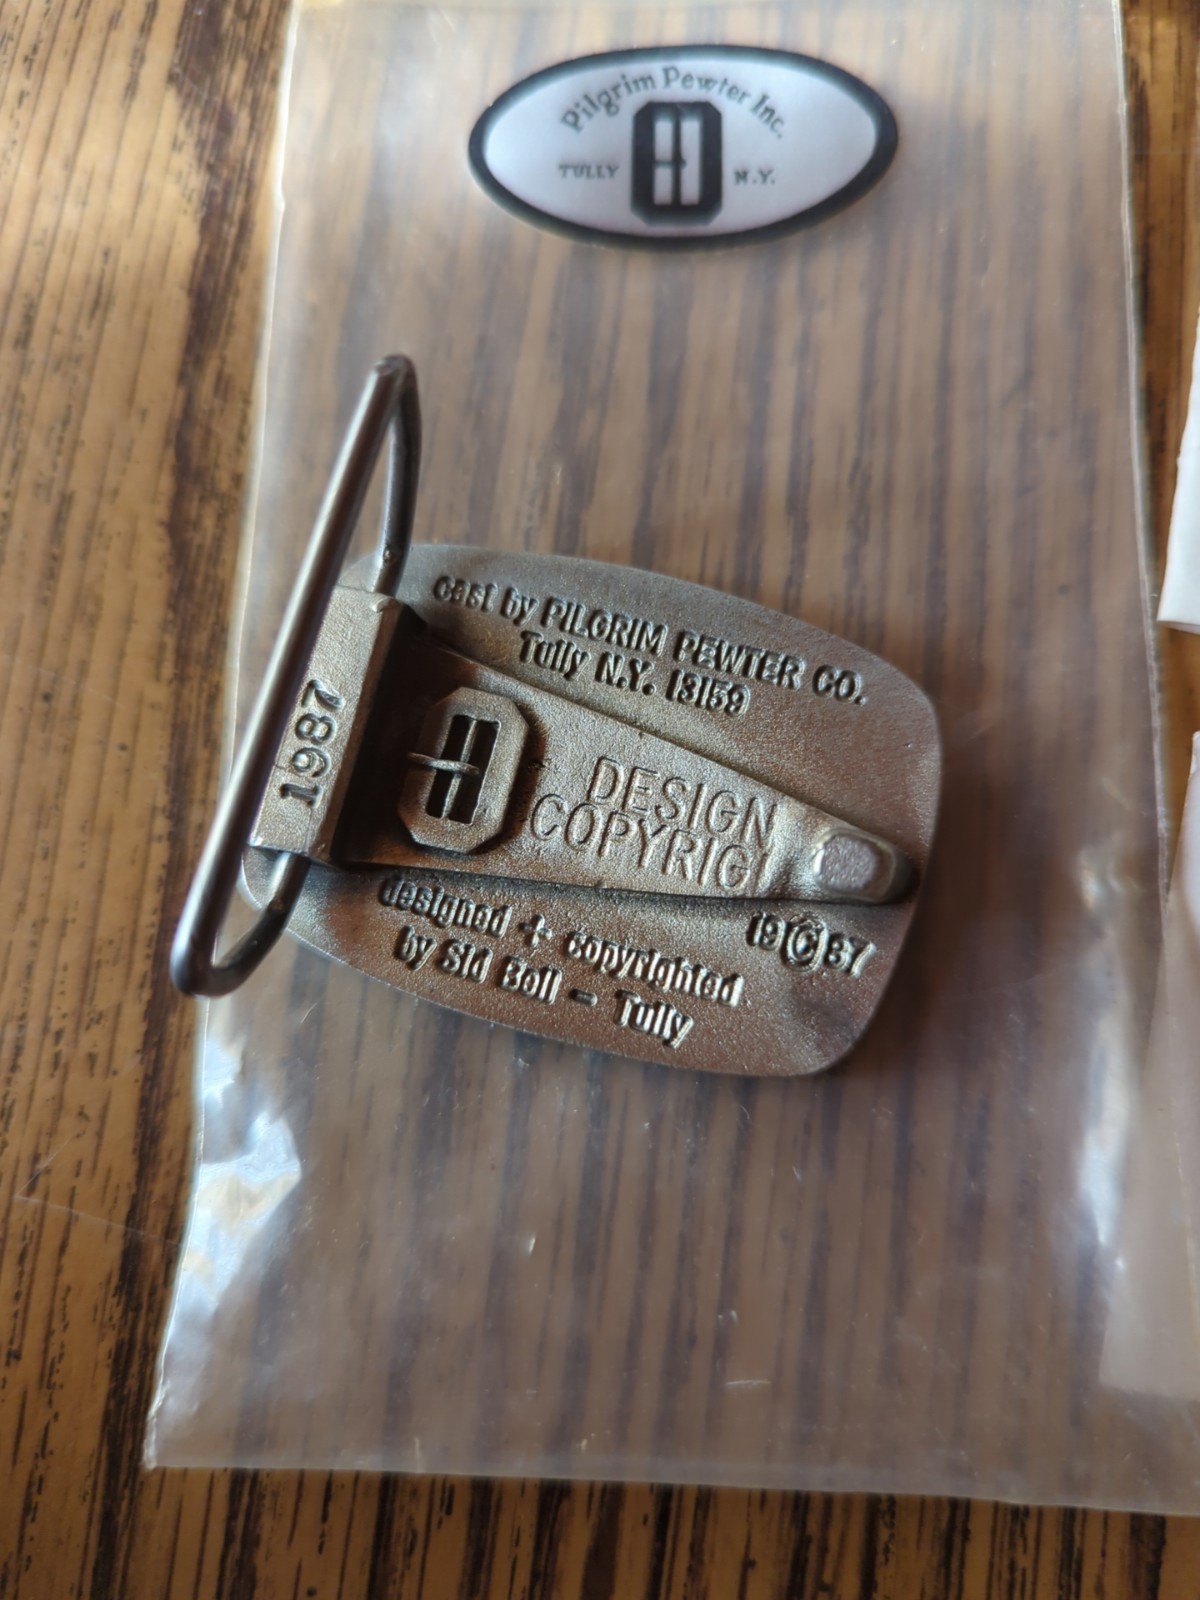 Pilgrim Pewter Inc.
TULLY N.Y.
cast by PILGRIM PEWTER CO.
Tully N.Y. 13159
1987
DESIGN
COPYRIG
19©87
designed + copyrighted
by Sid Bell - Tully